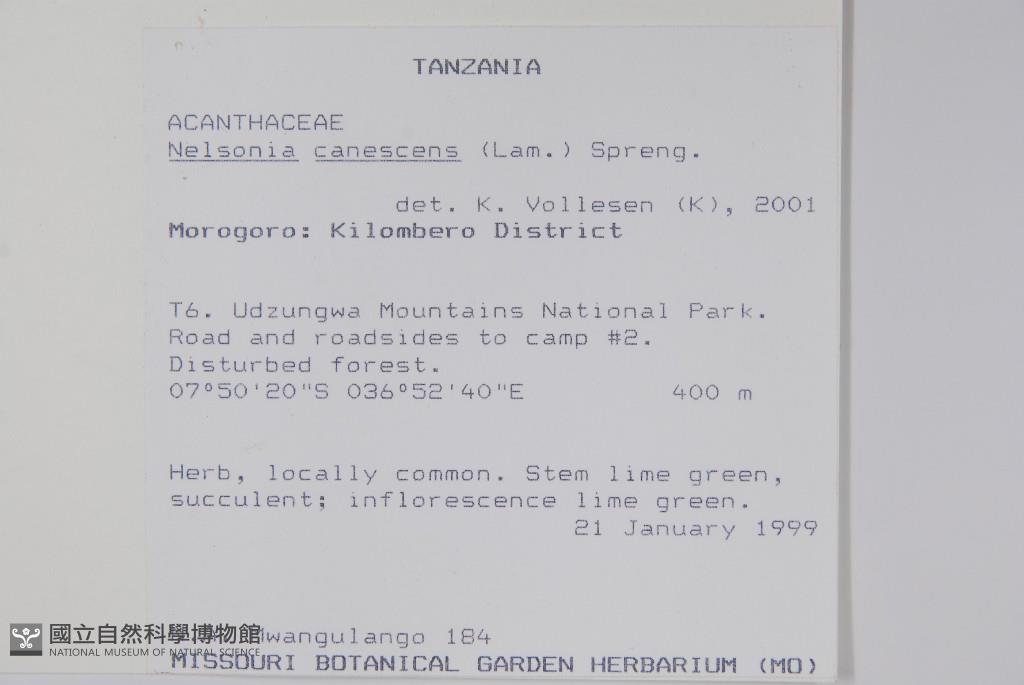 TANZANIA
ACANTHACEAE
Nelsonia canescens (Lam.) Spreng.
det. K. Vollesen (K), 2001
Morogoro: Kilombero District
T6. Udzungwa Mountains National Park.
Road and roadsides to camp #2.
Disturbed forest.
07°50'20"S 036°52'40"E 400 m
Herb, locally common. Stem lime green,
succulent; inflorescence lime green.
21 January 1999
Mwangulango 184
國立自然科學博物館
NATIONAL MUSEUM OF NATURAL SCIENCE
MISSOURI BOTANICAL GARDEN HERBARIUM (MO)